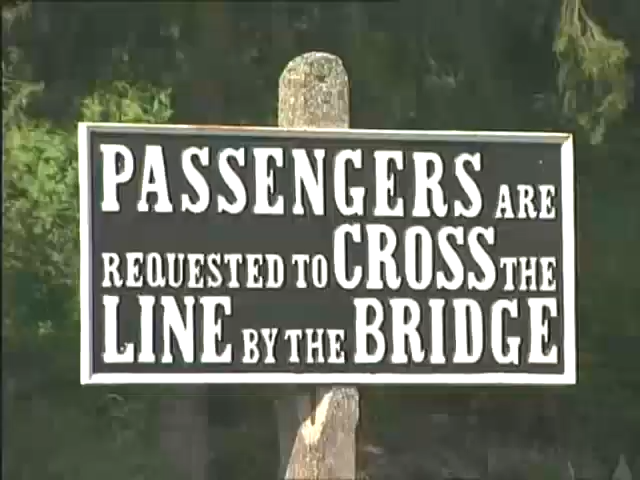 PASSENGERS ARE
REQUESTED TO CROSS THE
LINE BY THE BRIDGE